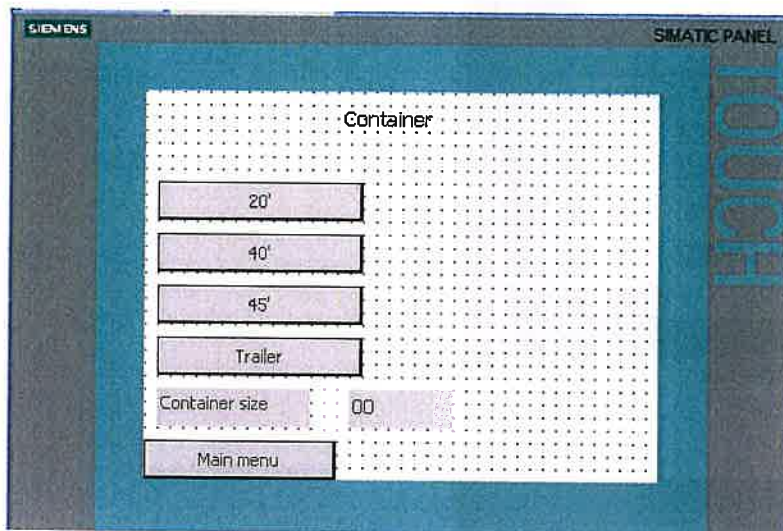 SIEMENS
SIMATIC PANEL
TOUCH
Container
20'
40'
45'
Trailer
Container size 00
Main menu